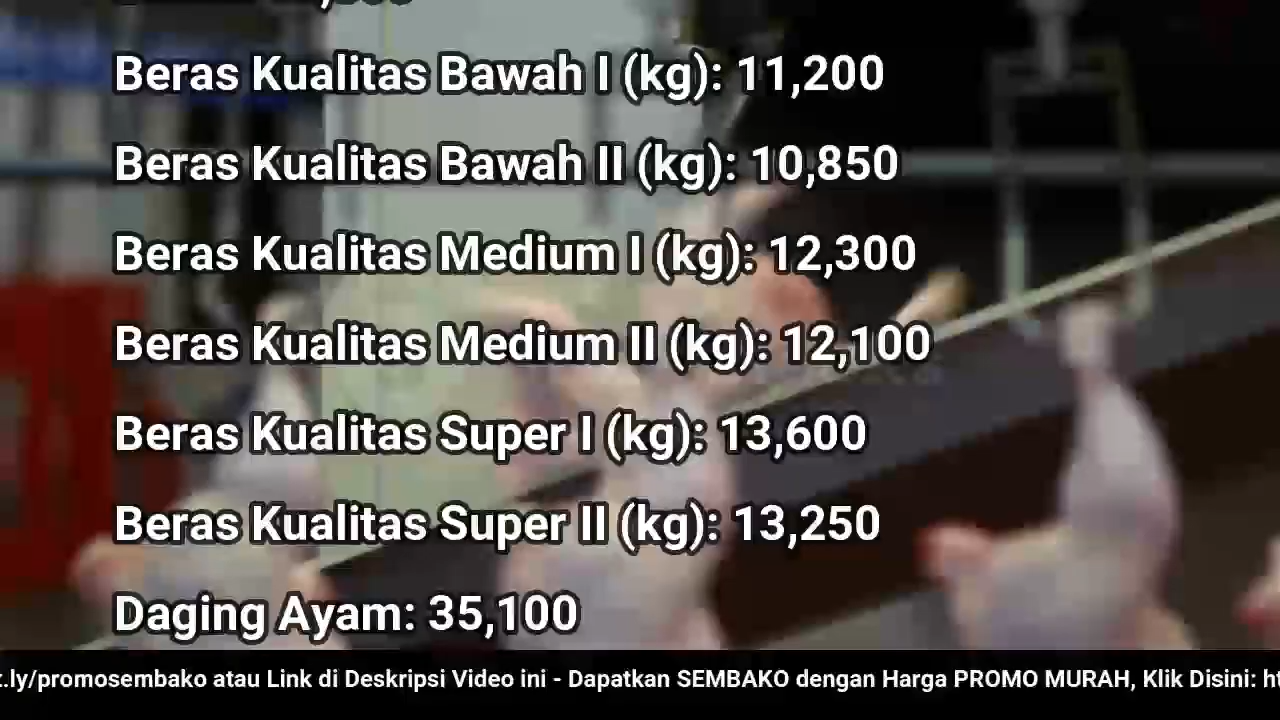 Beras Kualitas Bawah I (kg): 11,200
Beras Kualitas Bawah II (kg): 10,850
Beras Kualitas Medium I (kg): 12,300
Beras Kualitas Medium II (kg): 12,100
Beras Kualitas Super I (kg): 13,600
Beras Kualitas Super II (kg): 13,250
Daging Ayam: 35,100
t.ly/promosembako atau Link di Deskripsi Video ini - Dapatkan SEMBAKO dengan Harga PROMO MURAH, Klik Disini: ht